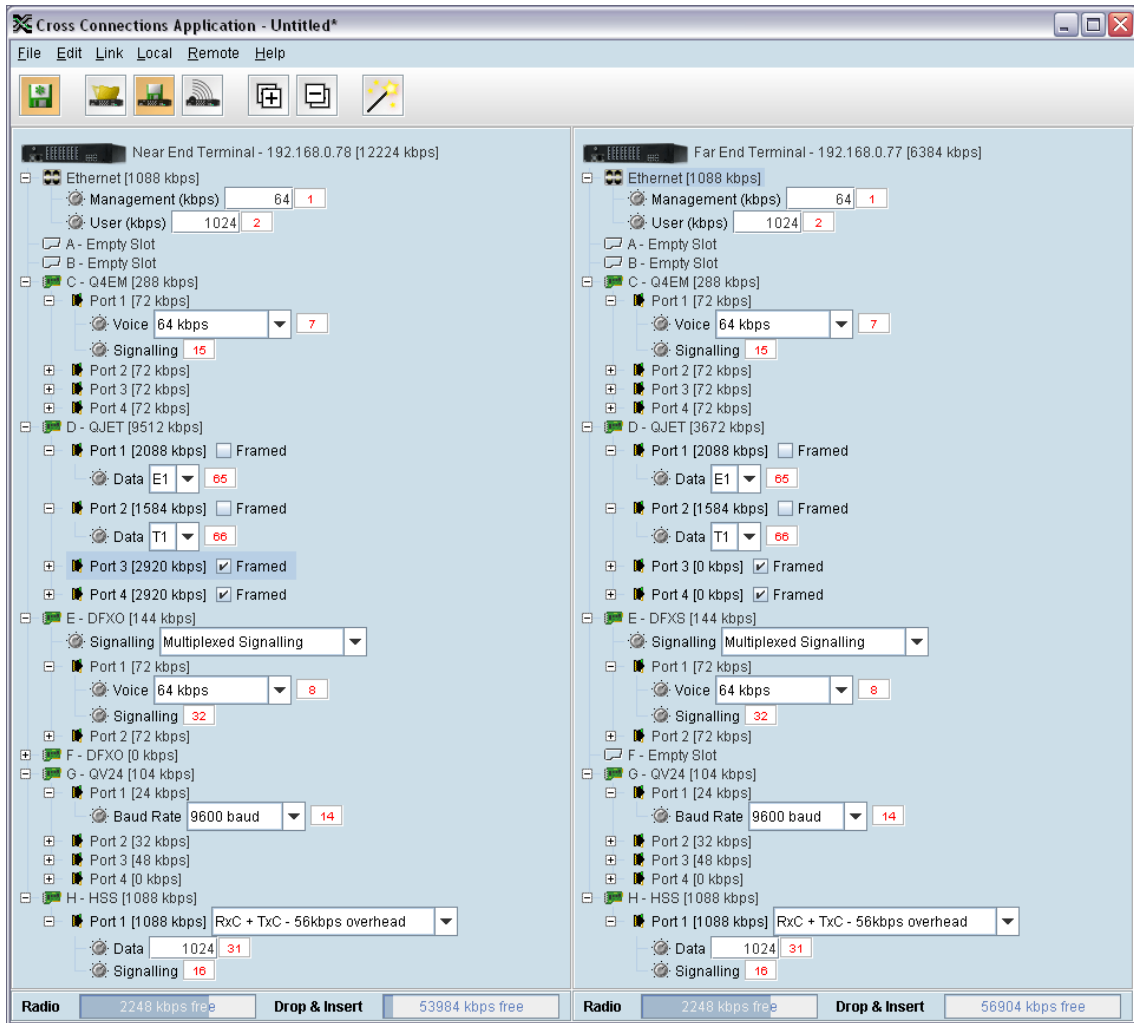 Cross Connections Application - Untitled*
File Edit Link Local Remote Help
Near End Terminal - 192.168.0.78 [12224 kbps]
Ethernet [1088 kbps]
Management (kbps) 64 1
User (kbps) 1024 2
A - Empty Slot
B - Empty Slot
C - Q4EM [288 kbps]
Port 1 [72 kbps]
Voice 64 kbps 7
Signalling 15
Port 2 [72 kbps]
Port 3 [72 kbps]
Port 4 [72 kbps]
D - QJET [9512 kbps]
Port 1 [2088 kbps] Framed
Data E1 65
Port 2 [1584 kbps] Framed
Data T1 66
Port 3 [2920 kbps] Framed
Port 4 [2920 kbps] Framed
E - DFXO [144 kbps]
Signalling Multiplexed Signalling
Port 1 [72 kbps]
Voice 64 kbps 8
Signalling 32
Port 2 [72 kbps]
F - DFXO [0 kbps]
G - QV24 [104 kbps]
Port 1 [24 kbps]
Baud Rate 9600 baud 14
Port 2 [32 kbps]
Port 3 [48 kbps]
Port 4 [0 kbps]
H - HSS [1088 kbps]
Port 1 [1088 kbps] RxC + TxC - 56kbps overhead
Data 1024 31
Signalling 16
Radio 2248 kbps free Drop & Insert 53984 kbps free
Far End Terminal - 192.168.0.77 [6384 kbps]
Ethernet [1088 kbps]
Management (kbps) 64 1
User (kbps) 1024 2
A - Empty Slot
B - Empty Slot
C - Q4EM [288 kbps]
Port 1 [72 kbps]
Voice 64 kbps 7
Signalling 15
Port 2 [72 kbps]
Port 3 [72 kbps]
Port 4 [72 kbps]
D - QJET [3672 kbps]
Port 1 [2088 kbps] Framed
Data E1 65
Port 2 [1584 kbps] Framed
Data T1 66
Port 3 [0 kbps] Framed
Port 4 [0 kbps] Framed
E - DFXS [144 kbps]
Signalling Multiplexed Signalling
Port 1 [72 kbps]
Voice 64 kbps 8
Signalling 32
Port 2 [72 kbps]
F - Empty Slot
G - QV24 [104 kbps]
Port 1 [24 kbps]
Baud Rate 9600 baud 14
Port 2 [32 kbps]
Port 3 [48 kbps]
Port 4 [0 kbps]
H - HSS [1088 kbps]
Port 1 [1088 kbps] RxC + TxC - 56kbps overhead
Data 1024 31
Signalling 16
Radio 2248 kbps free Drop & Insert 56904 kbps free